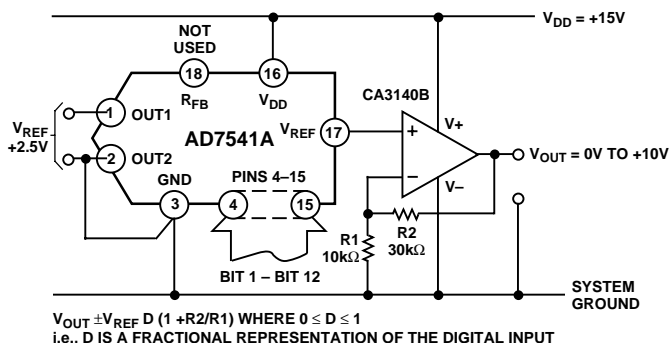 V_DD = +15V
NOT
USED
18
16
CA3140B
R_FB
V_DD
1
OUT1
V_REF
+2.5V
AD7541A
V_REF
17
+
V+
2
OUT2
–
V–
V_OUT = 0V TO +10V
GND
PINS 4–15
3
4
15
R1
10kΩ
R2
30kΩ
BIT 1 – BIT 12
SYSTEM
GROUND
V_OUT ±V_REF D (1 +R2/R1) WHERE 0 ≤ D ≤ 1
i.e., D IS A FRACTIONAL REPRESENTATION OF THE DIGITAL INPUT